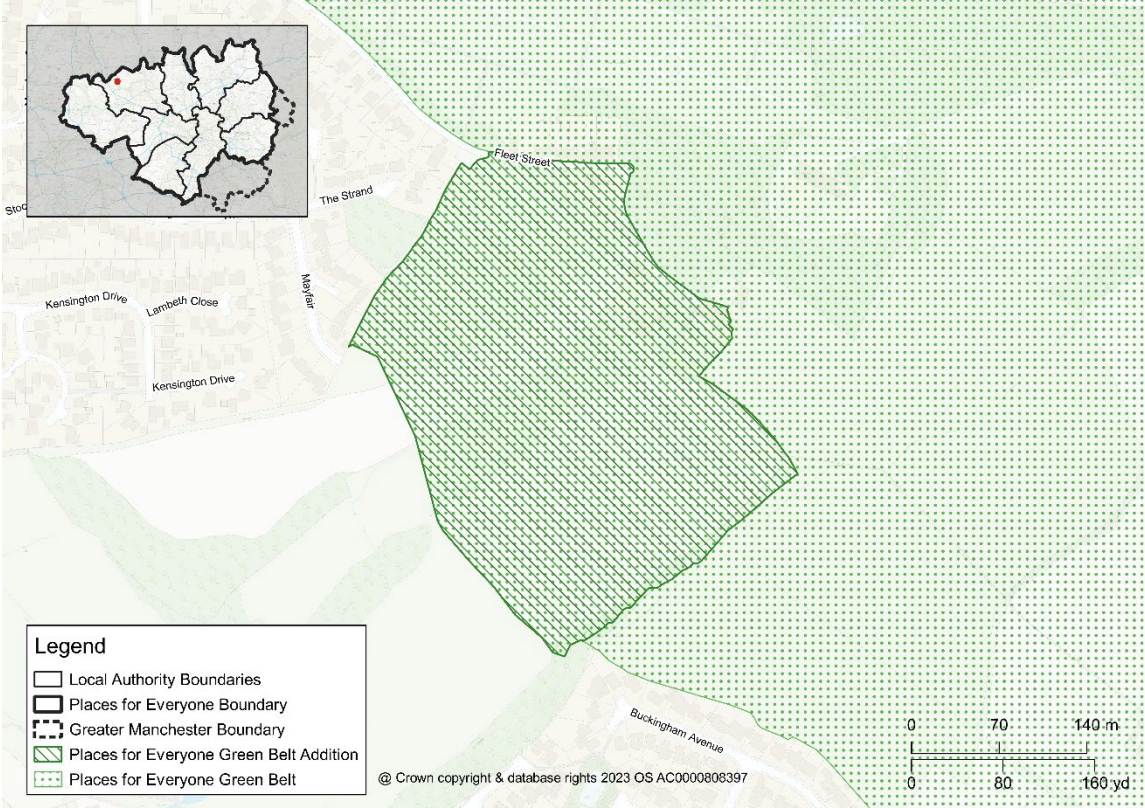 Fleet Street
The Strand
Stoc
Mayfair
Kensington Drive
Lambeth Close
Kensington Drive
Legend
Local Authority Boundaries
Places for Everyone Boundary
Greater Manchester Boundary
Places for Everyone Green Belt Addition
Places for Everyone Green Belt
@ Crown copyright & database rights 2023 OS AC0000808397
Buckingham Avenue
0 70 140 m
0 80 160 yd